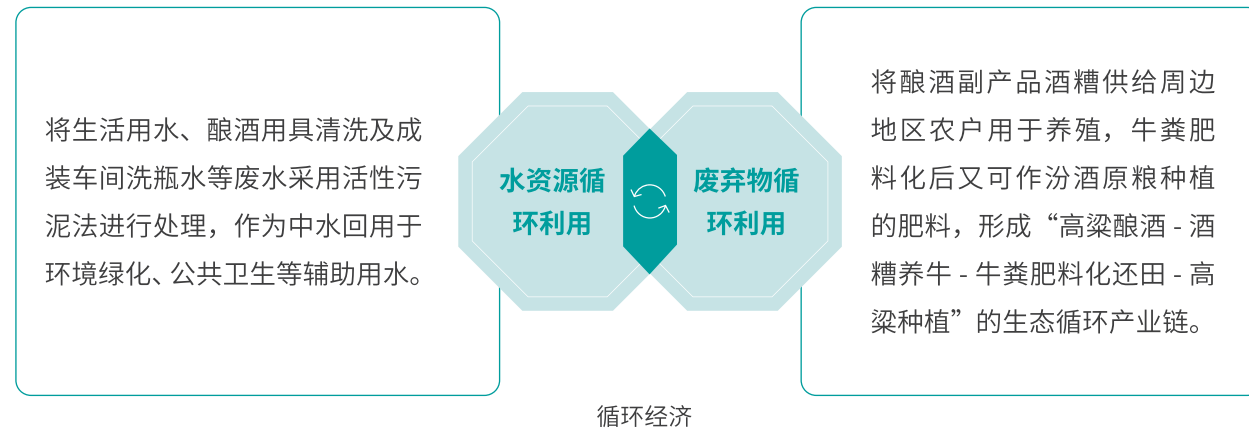 将生活用水、酿酒用具清洗及成
装车间洗瓶水等废水采用活性污
泥法进行处理，作为中水回用于
环境绿化、公共卫生等辅助用水。
水资源循
环利用
废弃物循
环利用
将酿酒副产品酒糟供给周边
地区农户用于养殖，牛粪肥
料化后又可作汾酒原粮种植
的肥料，形成“高粱酿酒 - 酒
糟养牛 - 牛粪肥料化还田 - 高
粱种植”的生态循环产业链。
循环经济